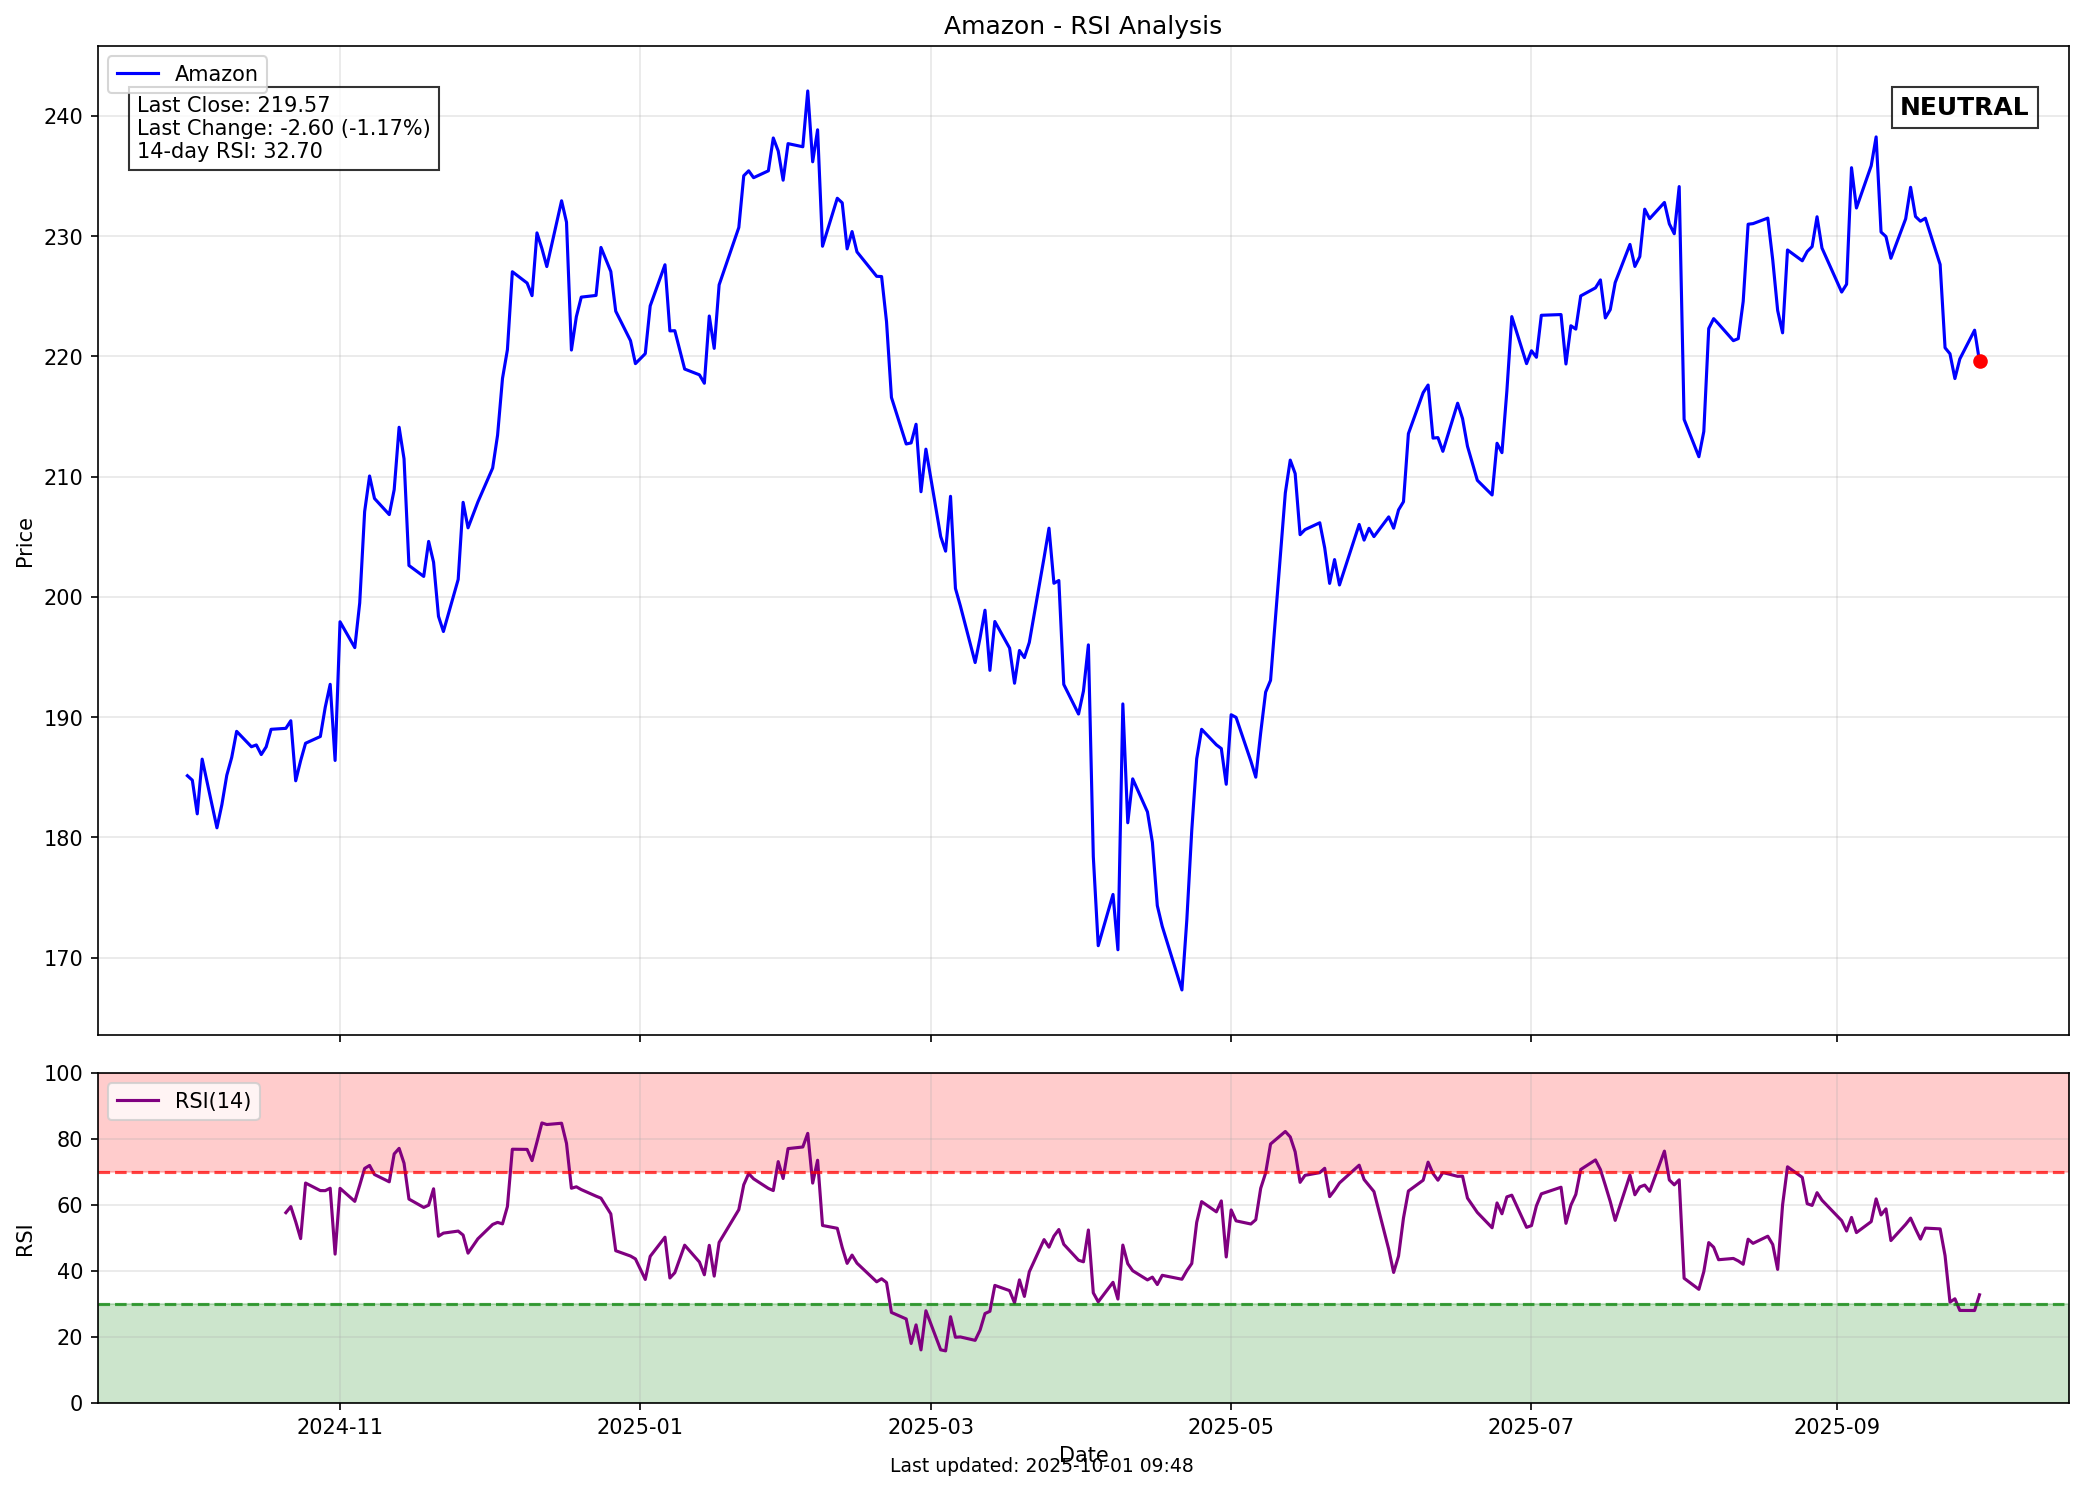 Amazon - RSI Analysis
Amazon
Last Close: 219.57
Last Change: -2.60 (-1.17%)
14-day RSI: 32.70
NEUTRAL
240
230
220
210
200
190
180
170
Price
RSI(14)
100
80
60
40
20
0
RSI
2024-11
2025-01
2025-03
2025-05
2025-07
2025-09
Date
Last updated: 2025-10-01 09:48